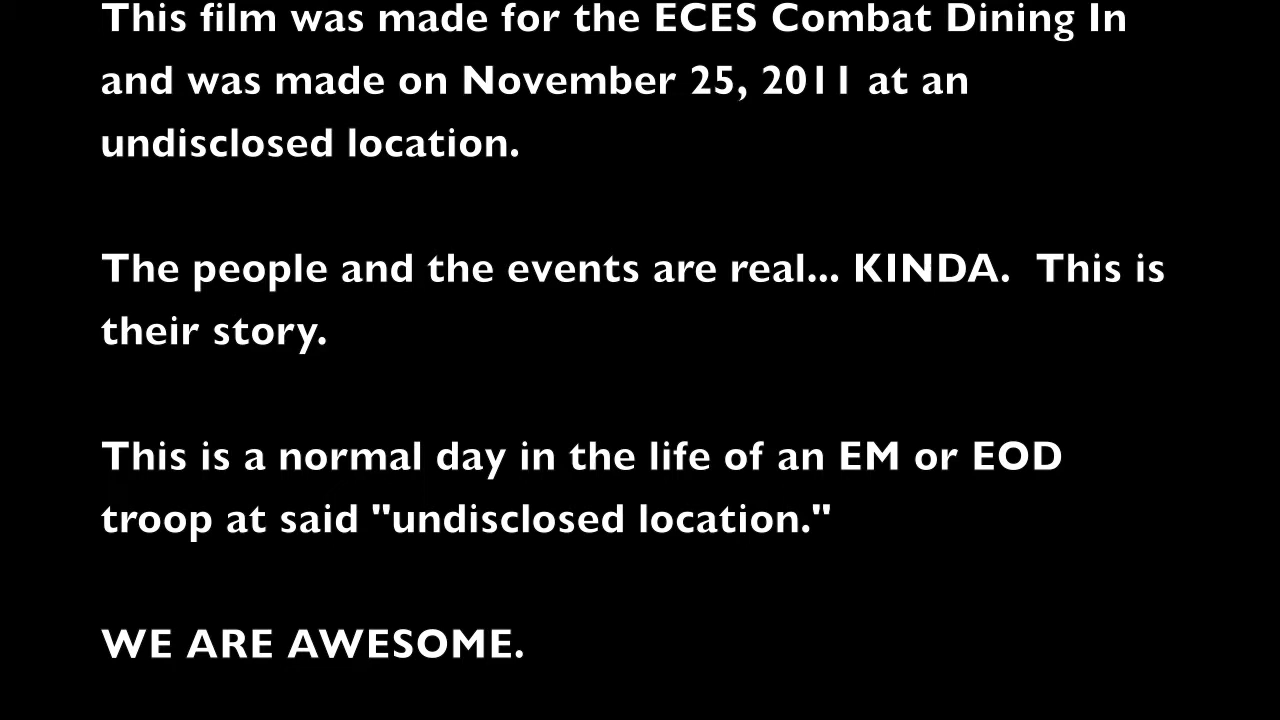 This film was made for the ECES Combat Dining In
and was made on November 25, 2011 at an
undisclosed location.
The people and the events are real... KINDA.  This is
their story.
This is a normal day in the life of an EM or EOD
troop at said "undisclosed location."
WE ARE AWESOME.